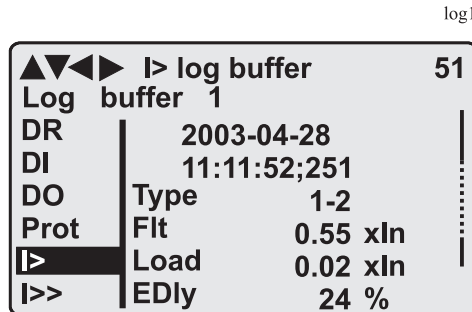 log1
▲▼◀▶ I> log buffer 51
Log buffer 1
DR 2003-04-28
DI 11:11:52;251
DO Type 1-2
Prot Flt 0.55 xIn
I> Load 0.02 xIn
I>> EDly 24 %